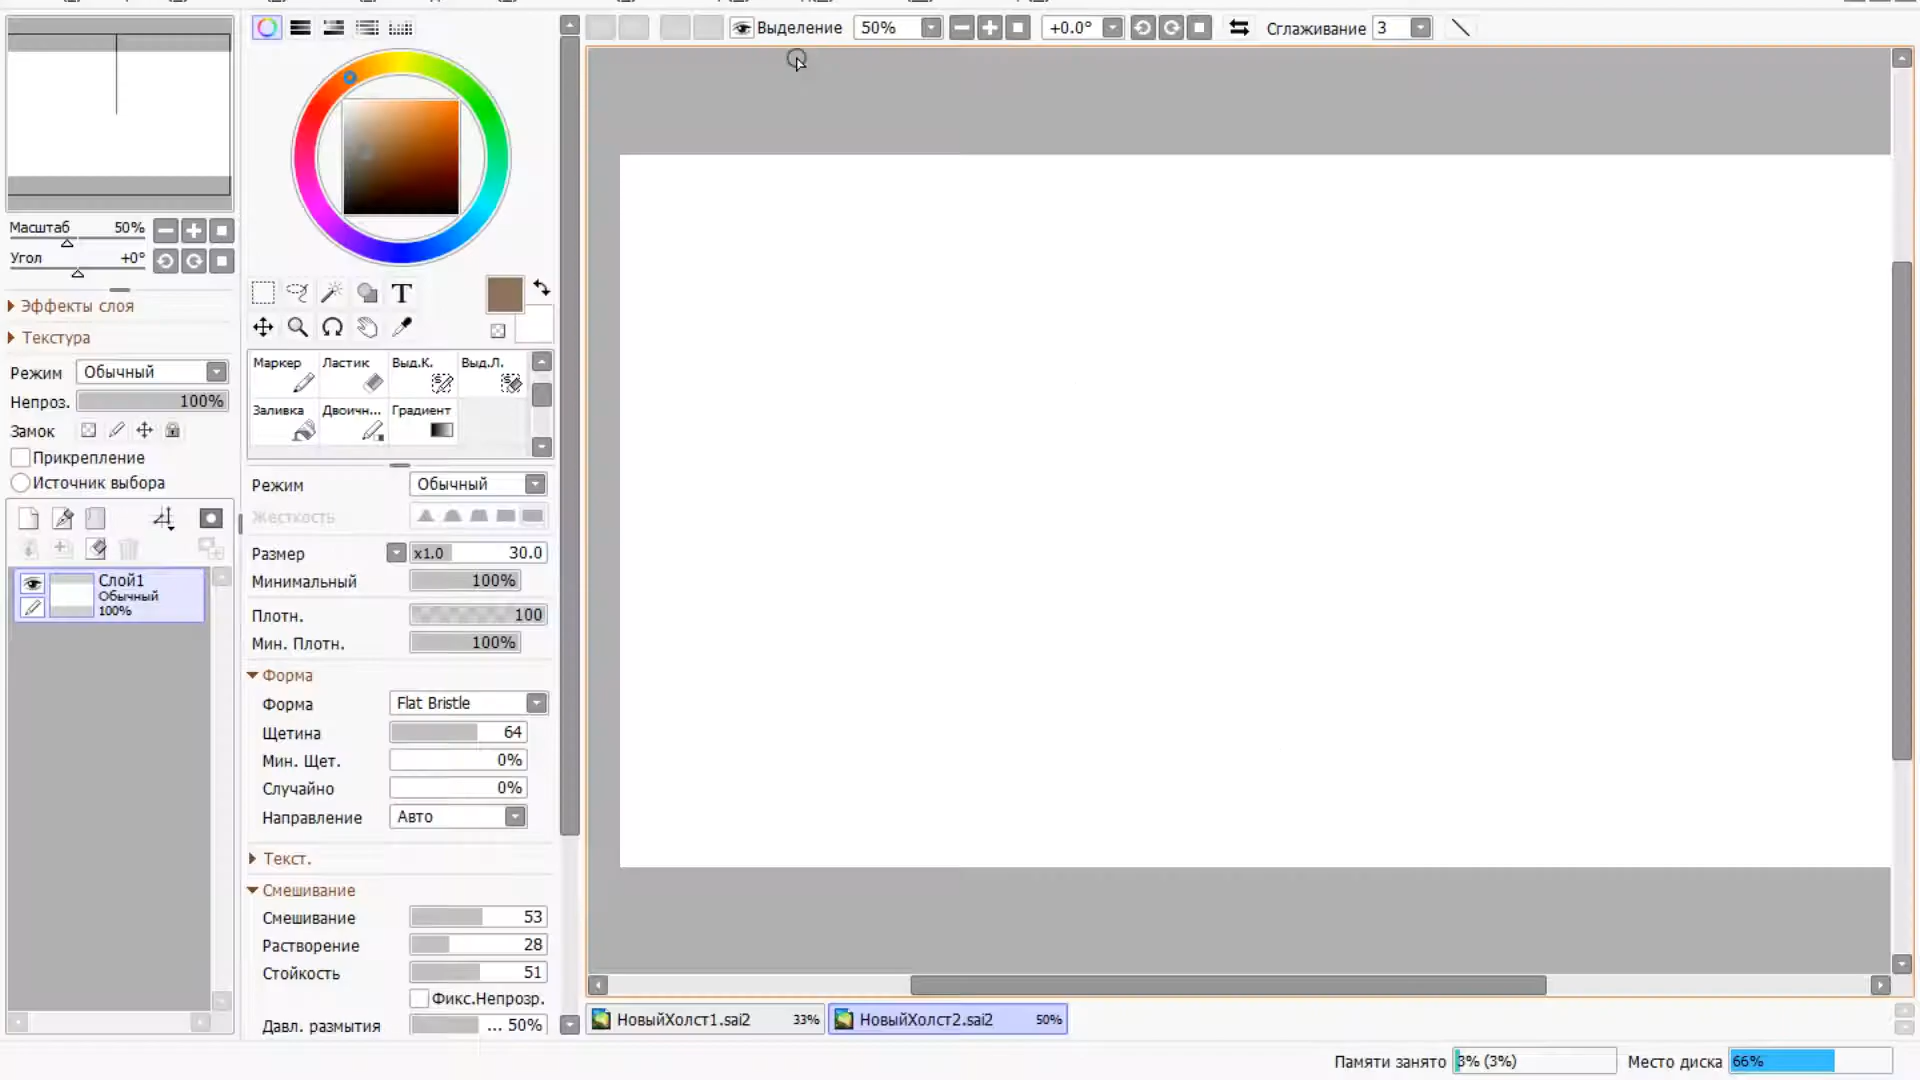 Выделение 50% +0.0° Сглаживание 3
Масштаб 50%
Угол +0°
Эффекты слоя
Текстура
Режим Обычный
Непроз. 100%
Замок
Прикрепление
Источник выбора
Слой1
Обычный
100%
T
Маркер Ластик Выд.К. Выд.Л.
Заливка Двоичн... Градиент
Режим Обычный
Жесткость
Размер x1.0 30.0
Минимальный 100%
Плотн. 100
Мин. Плотн. 100%
Форма
Форма Flat Bristle
Щетина 64
Мин. Щет. 0%
Случайно 0%
Направление Авто
Текст.
Смешивание
Смешивание 53
Растворение 28
Стойкость 51
Фикс.Непрозр.
Давл. размытия ... 50%
НовыйХолст1.sai2 33% НовыйХолст2.sai2 50%
Памяти занято 3% (3%) Место диска 66%